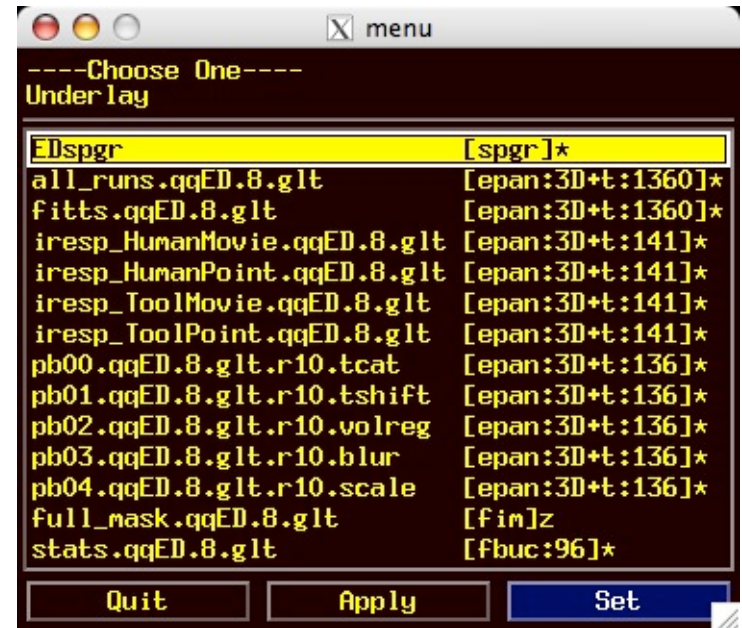 X menu
----Choose One----
Underlay
EDspgr [spgr]*
all_runs.qqED.8.glt [epan:3D+t:1360]*
fitts.qqED.8.glt [epan:3D+t:1360]*
iresp_HumanMovie.qqED.8.glt [epan:3D+t:141]*
iresp_HumanPoint.qqED.8.glt [epan:3D+t:141]*
iresp_ToolMovie.qqED.8.glt [epan:3D+t:141]*
iresp_ToolPoint.qqED.8.glt [epan:3D+t:141]*
pb00.qqED.8.glt.r10.tcat [epan:3D+t:136]*
pb01.qqED.8.glt.r10.tshift [epan:3D+t:136]*
pb02.qqED.8.glt.r10.volreg [epan:3D+t:136]*
pb03.qqED.8.glt.r10.blur [epan:3D+t:136]*
pb04.qqED.8.glt.r10.scale [epan:3D+t:136]*
full_mask.qqED.8.glt [fim]z
stats.qqED.8.glt [fbuc:96]*
Quit Apply Set